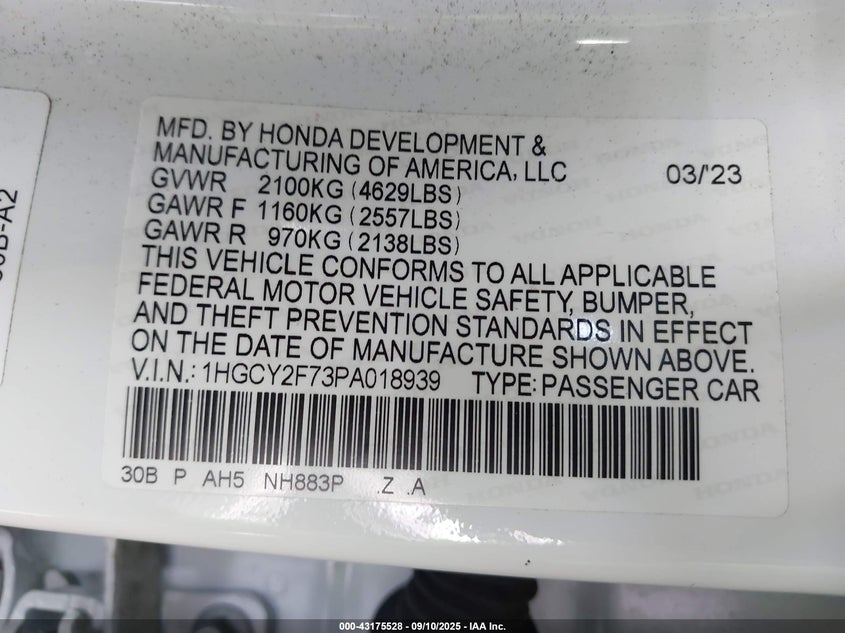 MFD. BY HONDA DEVELOPMENT &
MANUFACTURING OF AMERICA, LLC 03/'23
GVWR 2100KG (4629LBS)
GAWR F 1160KG (2557LBS)
GAWR R 970KG (2138LBS)
THIS VEHICLE CONFORMS TO ALL APPLICABLE
FEDERAL MOTOR VEHICLE SAFETY, BUMPER,
AND THEFT PREVENTION STANDARDS IN EFFECT
ON THE DATE OF MANUFACTURE SHOWN ABOVE.
V.I.N.: 1HGCY2F73PA018939 TYPE: PASSENGER CAR
30B P AH5 NH883P .Z .A
000-43175528 - 09/10/2025 - IAA Inc.